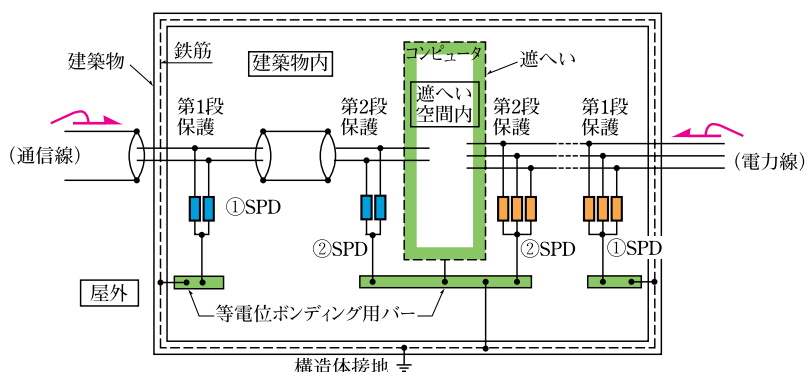 建築物
鉄筋
建築物内
コンピュータ
遮へい
遮へい
空間内
第1段
保護
第2段
保護
第2段
保護
第1段
保護
(通信線)
(電力線)
①SPD
②SPD
②SPD
①SPD
屋外
等電位ボンディング用バー
構造体接地